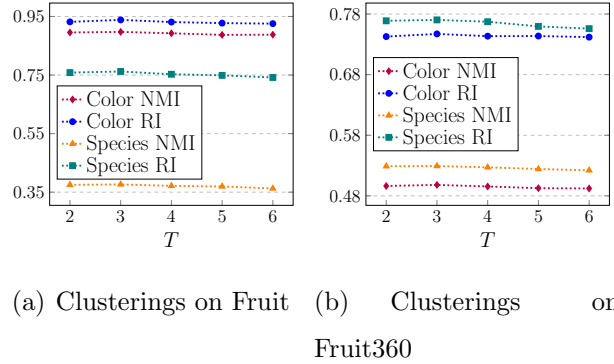 0.95
0.75
0.55
0.35
Color NMI
Color RI
Species NMI
Species RI
2 3 4 5 6
T
(a) Clusterings on Fruit
0.78
0.68
0.58
0.48
Color NMI
Color RI
Species NMI
Species RI
2 3 4 5 6
T
(b) Clusterings on
Fruit360